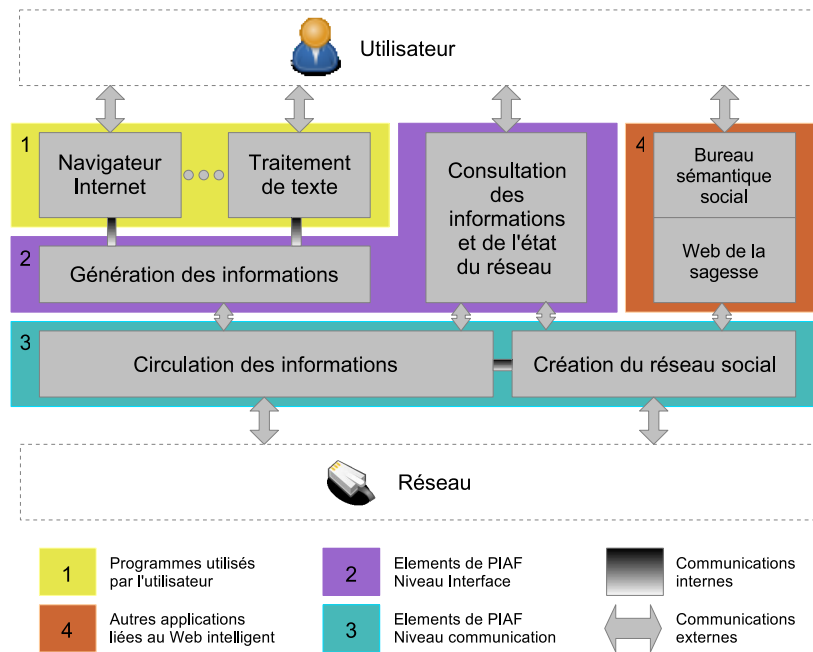 Utilisateur
1
Navigateur
Internet
Traitement
de texte
Consultation
des
informations
et de l'état
du réseau
4
Bureau
sémantique
social
Web de la
sagesse
2
Génération des informations
3
Circulation des informations
Création du réseau social
Réseau
1
Programmes utilisés
par l'utilisateur
2
Elements de PIAF
Niveau Interface
Communications
internes
4
Autres applications
liées au Web intelligent
3
Elements de PIAF
Niveau communication
Communications
externes